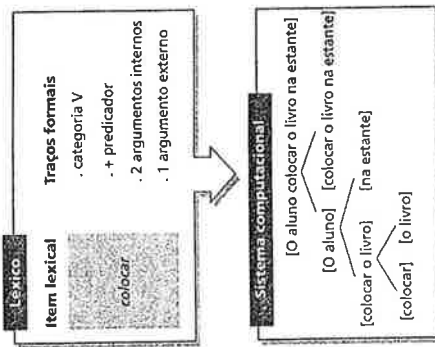 Léxico
Item lexical
colocar
Traços formais
. categoria V
. + predicador
. 2 argumentos internos
. 1 argumento externo
Sistema computacional
[O aluno colocar o livro na estante]
[O aluno] [colocar o livro na estante]
[colocar o livro] [na estante]
[colocar] [o livro]